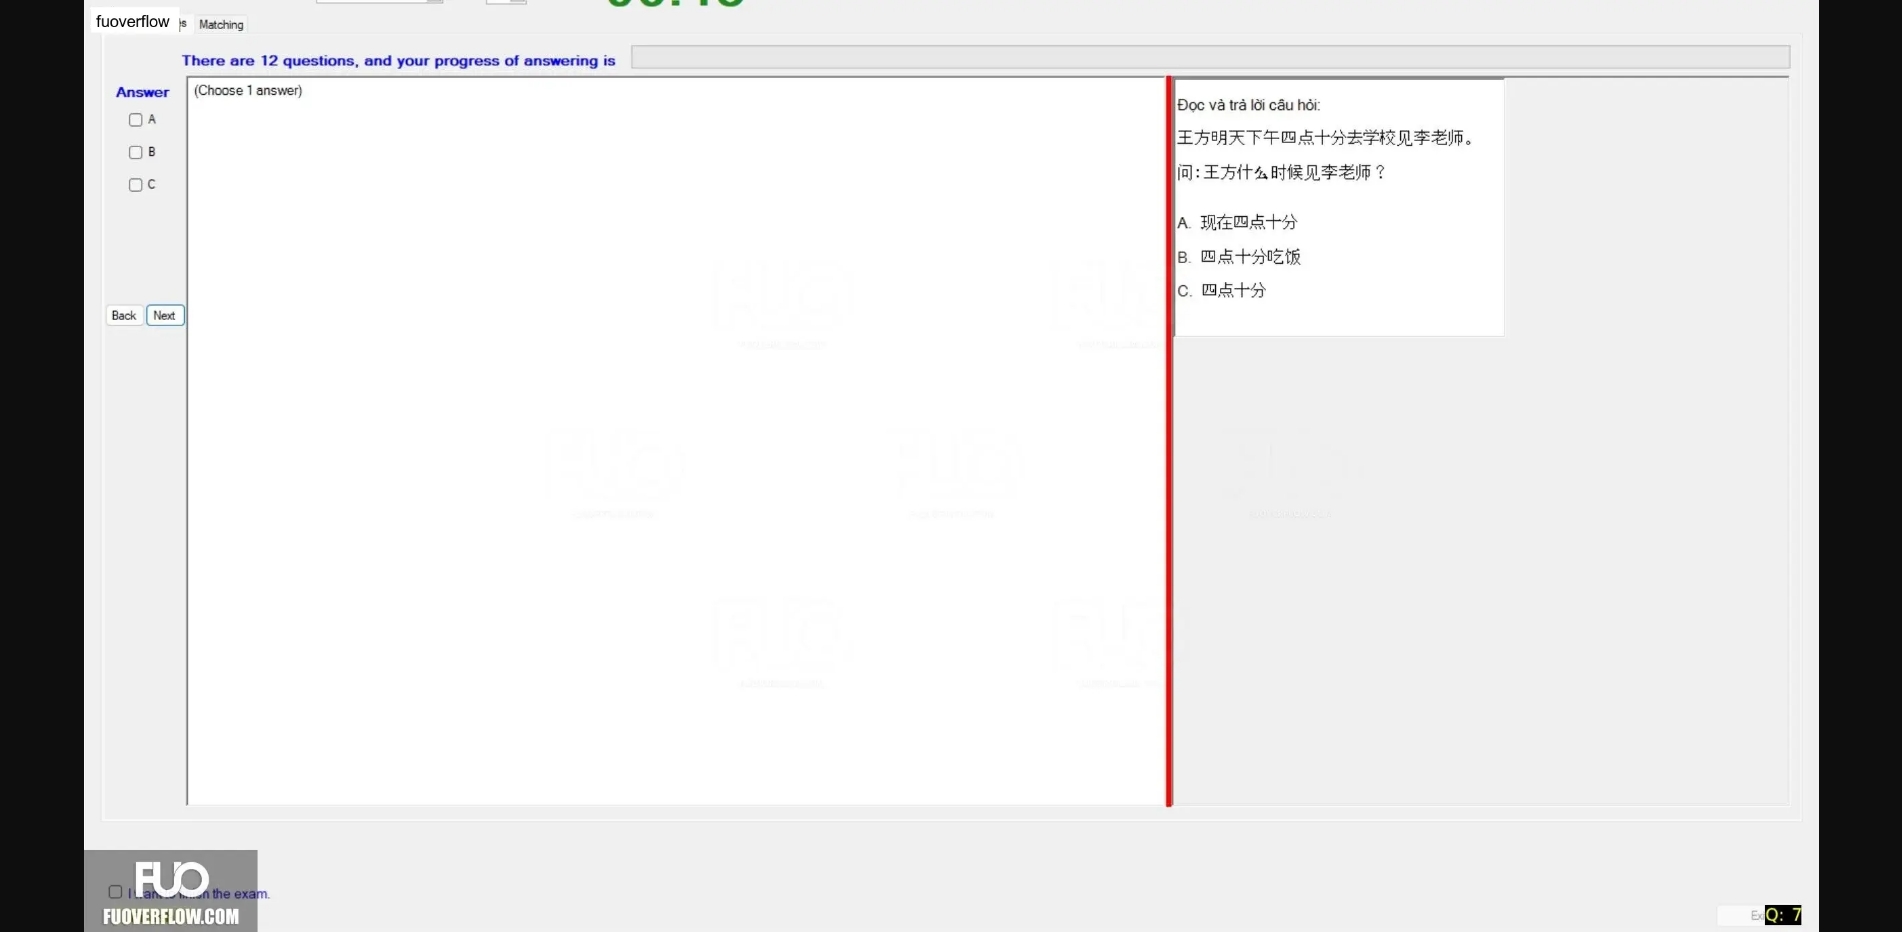 fuoverflow
Matching
There are 12 questions, and your progress of answering is
Answer
(Choose 1 answer)
A
B
C
Back
Next
Đọc và trả lời câu hỏi:
王方明天下午四点十分去学校见李老师。
问:王方什么时候见李老师？
A. 现在四点十分
B. 四点十分吃饭
C. 四点十分
FUO
the exam.
FUOVERFLOW.COM
Q: 7